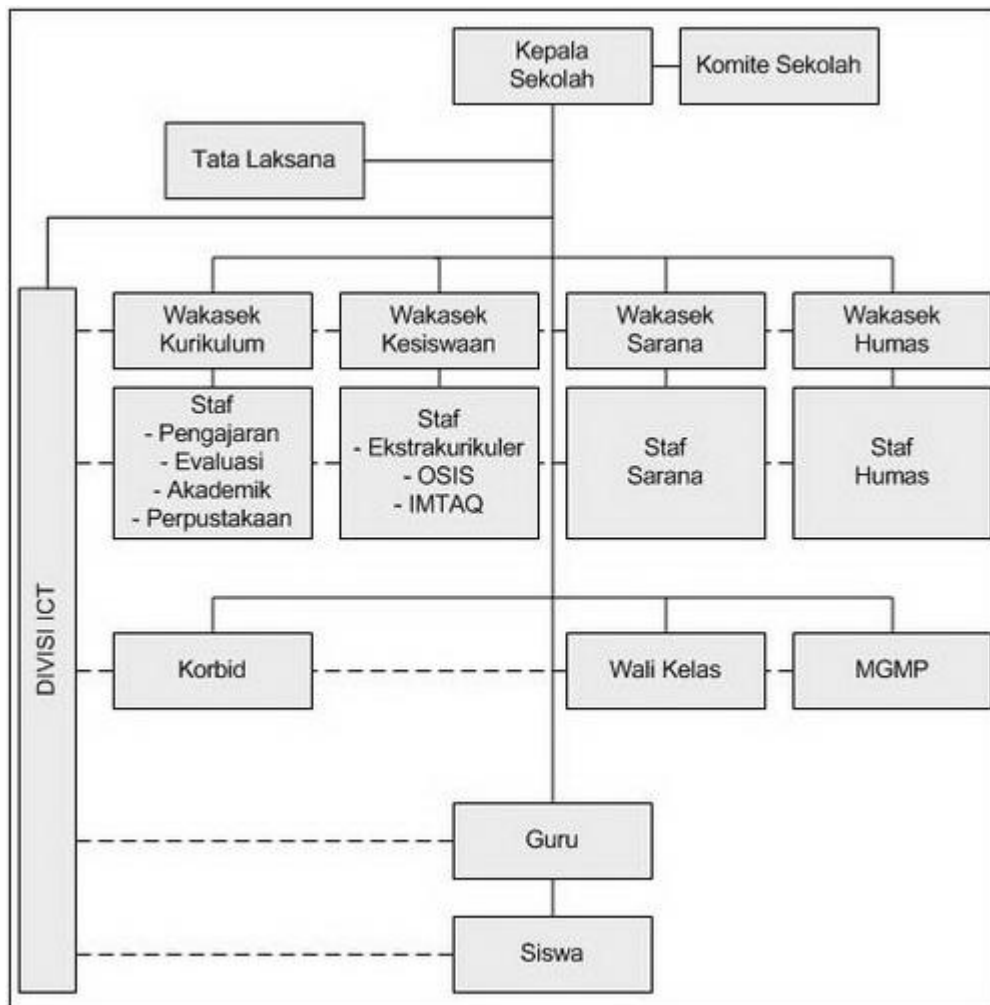 Kepala
Sekolah
Komite Sekolah
Tata Laksana
DIVISI ICT
Wakasek
Kurikulum
Wakasek
Kesiswaan
Wakasek
Sarana
Wakasek
Humas
Staf
- Pengajaran
- Evaluasi
- Akademik
- Perpustakaan
Staf
- Ekstrakurikuler
- OSIS
- IMTAQ
Staf
Sarana
Staf
Humas
Korbid
Wali Kelas
MGMP
Guru
Siswa